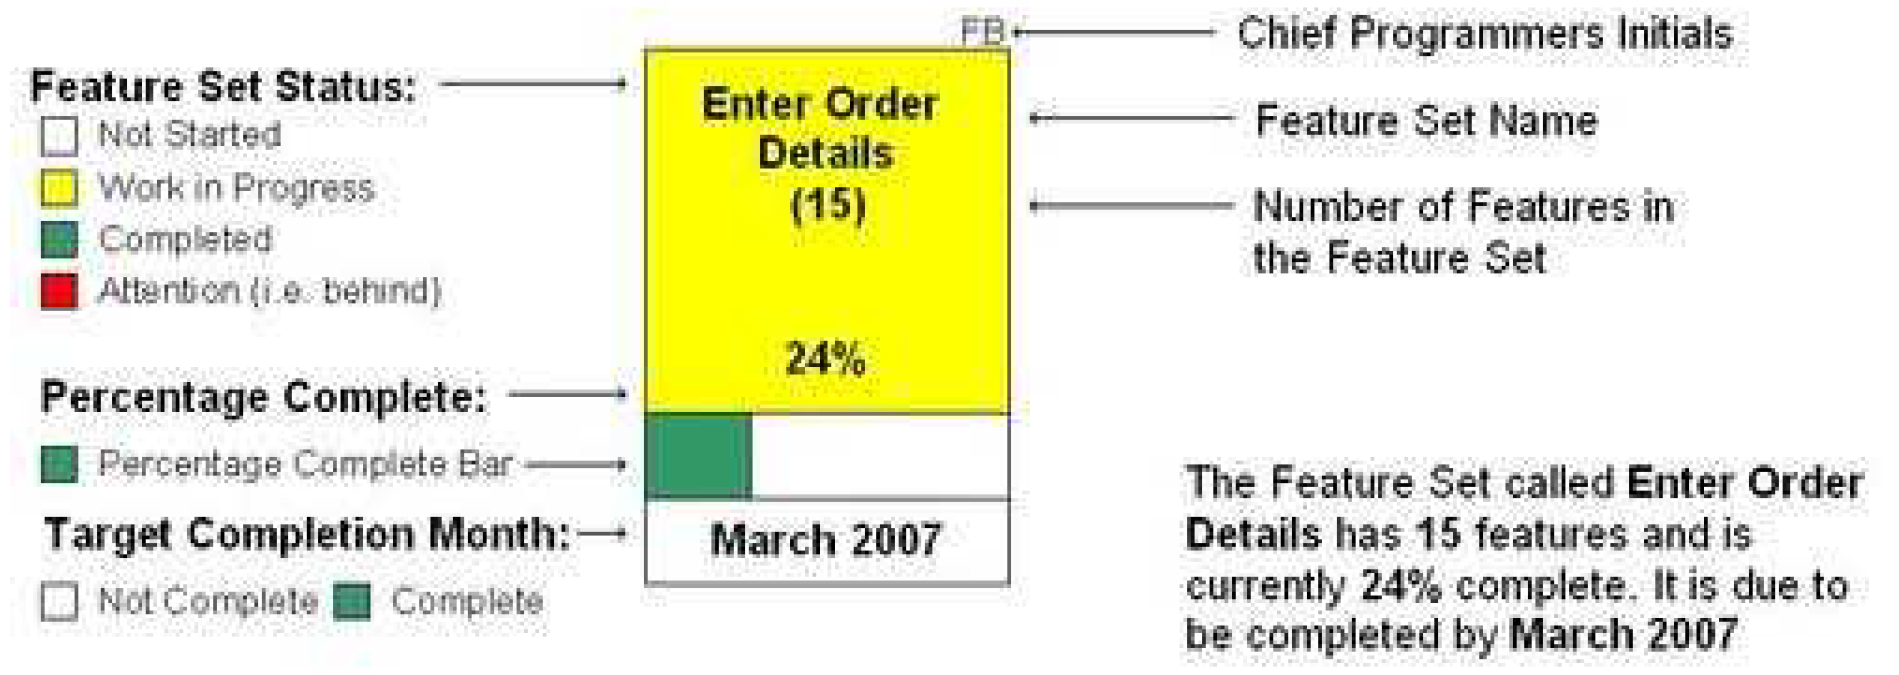 FB
Chief Programmers Initials
Feature Set Status:
Not Started
Work in Progress
Completed
Attention (i.e. behind)
Enter Order
Details
(15)
24%
Feature Set Name
Number of Features in
the Feature Set
Percentage Complete:
Percentage Complete Bar
Target Completion Month:
Not Complete
Complete
March 2007
The Feature Set called Enter Order
Details has 15 features and is
currently 24% complete. It is due to
be completed by March 2007